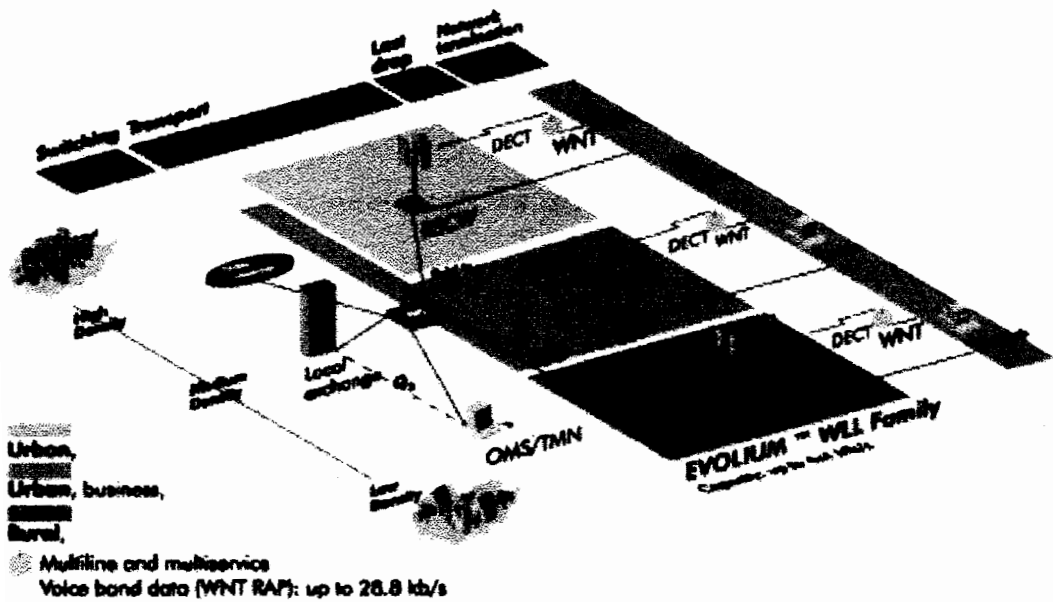 Switching
Transport
Last
drop
Network
termination
DECT
WNT
DECT
WNT
DECT
WNT
High
Density
Medium
Density
Low
Density
Local
exchange
OMS/TMN
EVOLIUM ™ WLL Family
Urban,
Urban, business,
Rural,
Multiline and multiservice
Voice band data (WNT RAP): up to 28.8 kb/s